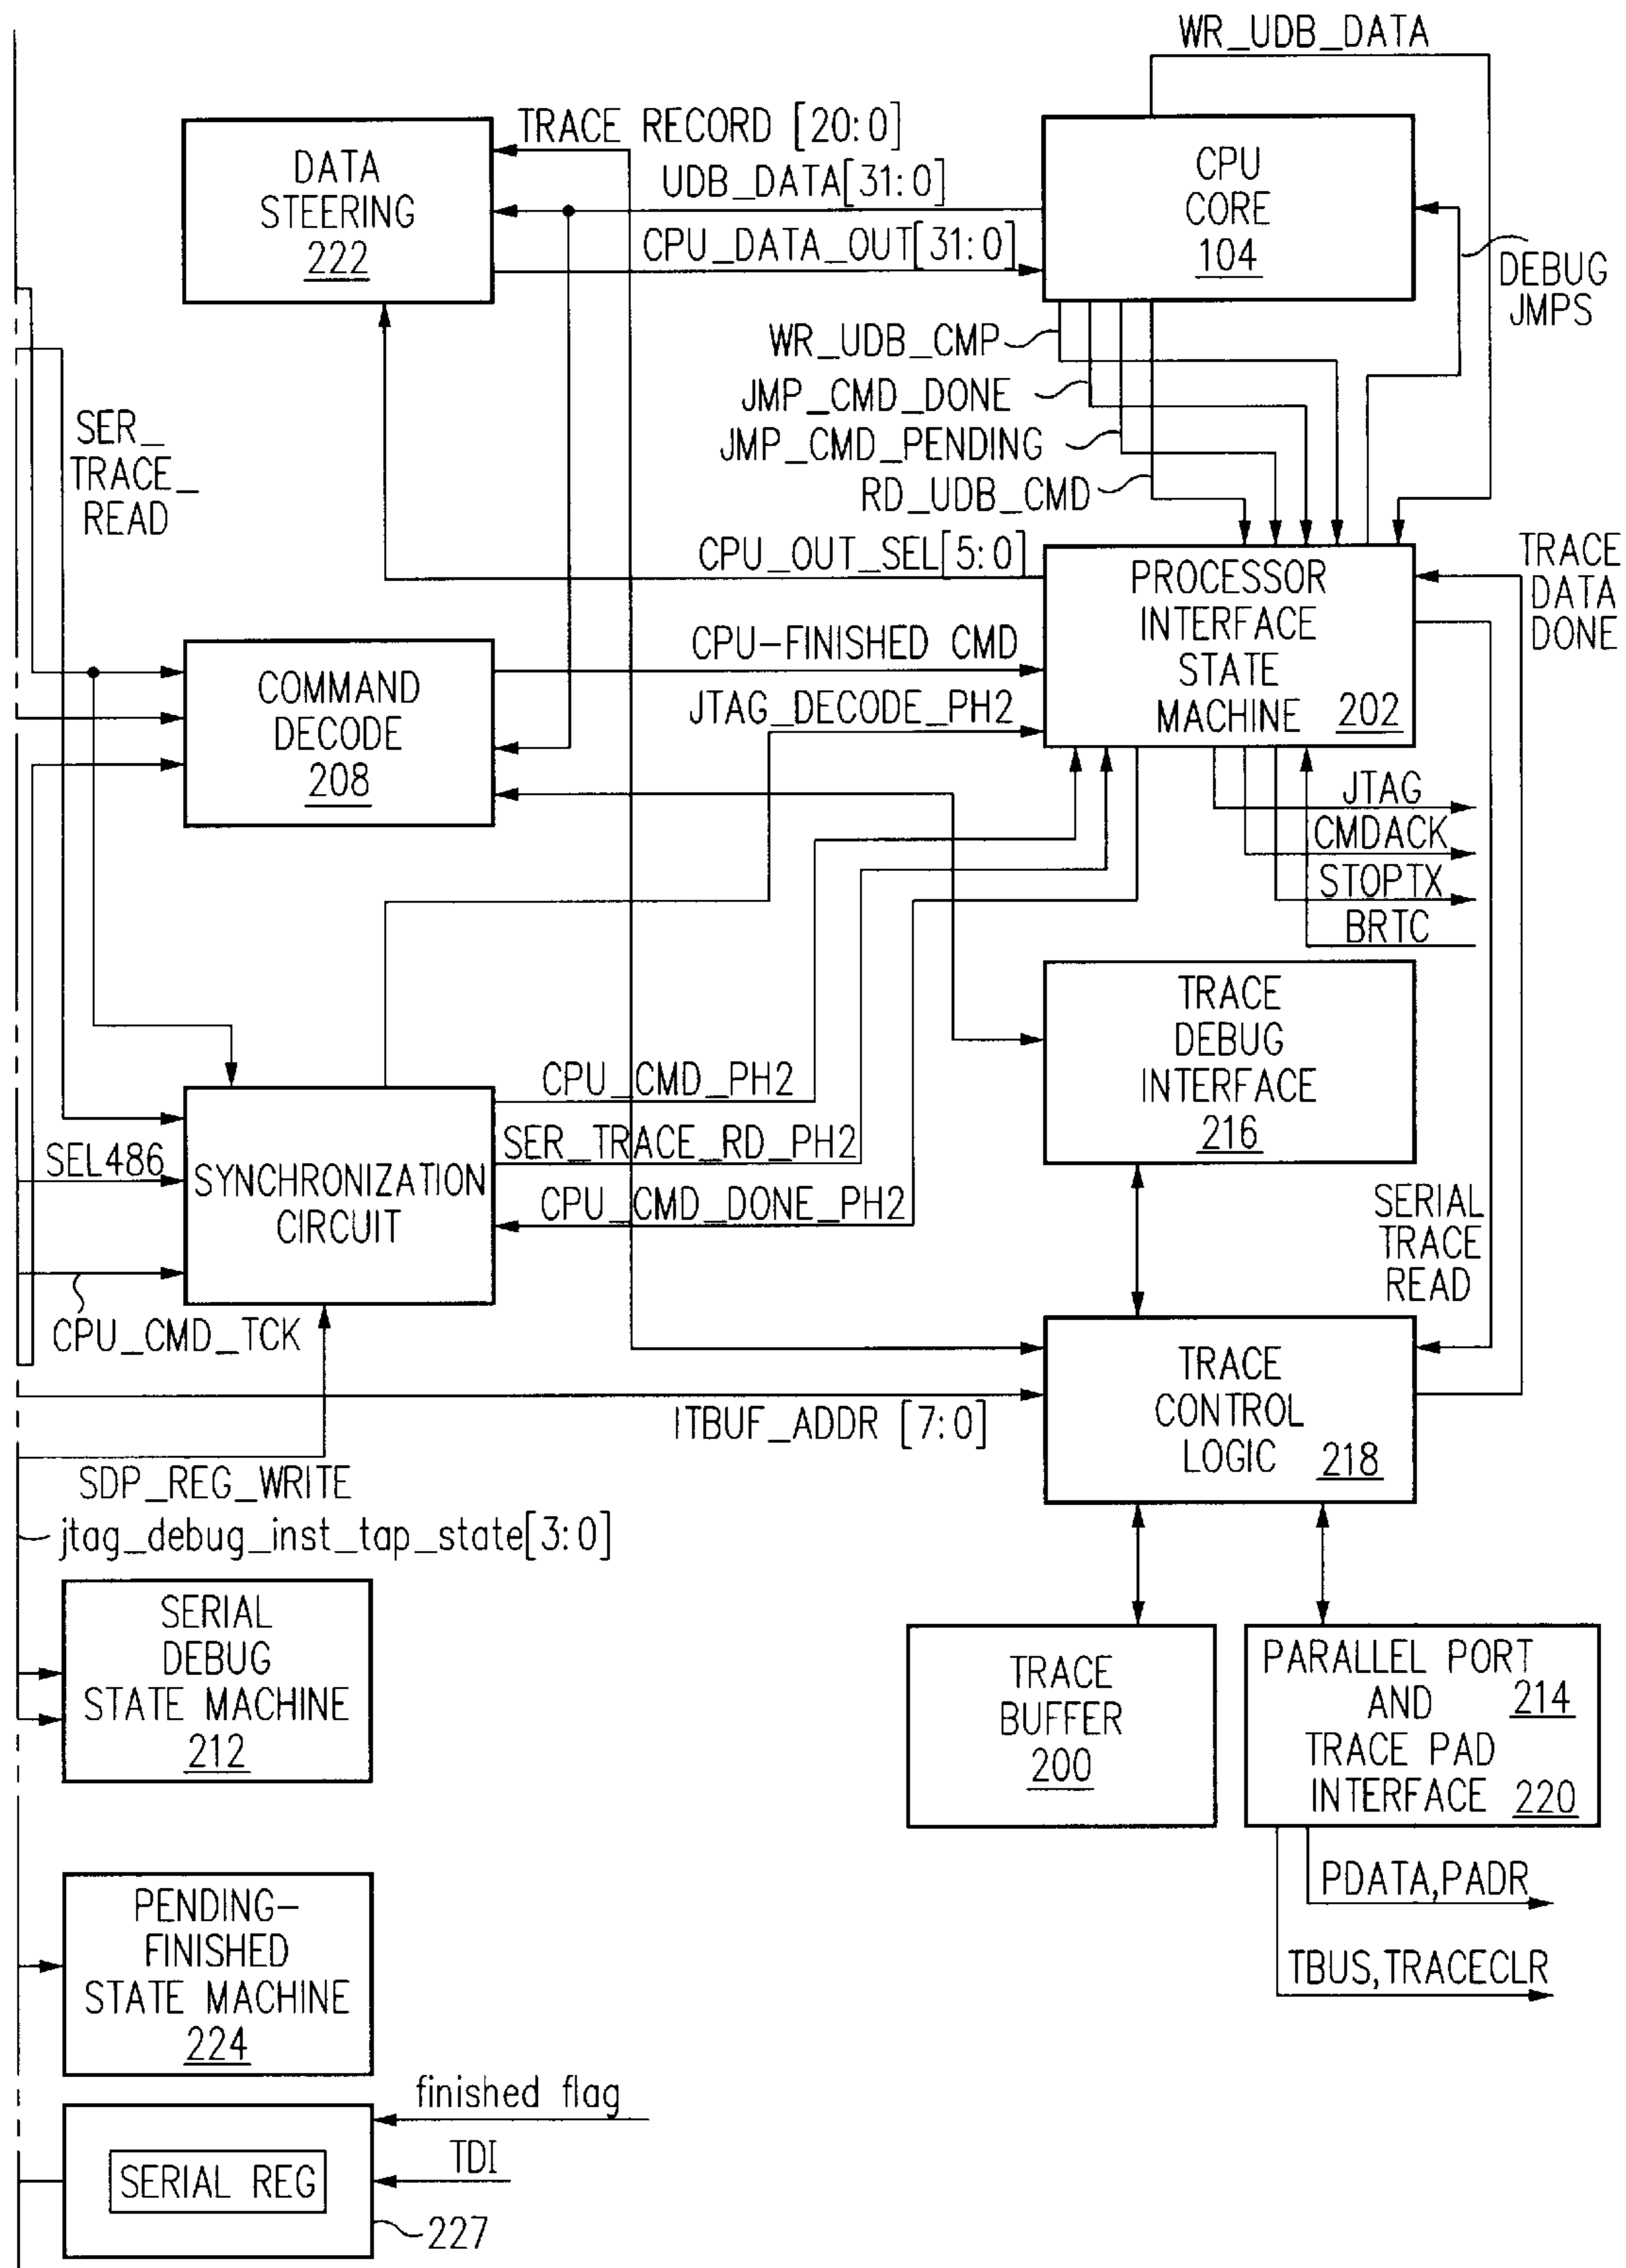 WR_UDB_DATA
TRACE RECORD [20:0]
DATA
STEERING
222
UDB_DATA[31:0]
CPU_DATA_OUT[31:0]
CPU
CORE
104
DEBUG
JMPS
WR_UDB_CMP
JMP_CMD_DONE
JMP_CMD_PENDING
RD_UDB_CMD
SER_
TRACE_
READ
CPU_OUT_SEL[5:0]
TRACE
DATA
DONE
PROCESSOR
INTERFACE
STATE
MACHINE 202
CPU-FINISHED CMD
JTAG_DECODE_PH2
COMMAND
DECODE
208
JTAG
CMDACK
STOPTX
BRTC
TRACE
DEBUG
INTERFACE
216
CPU_CMD_PH2
SER_TRACE_RD_PH2
CPU_CMD_DONE_PH2
SEL486
SYNCHRONIZATION
CIRCUIT
CPU_CMD_TCK
SERIAL
TRACE
READ
TRACE
CONTROL
LOGIC 218
ITBUF_ADDR [7:0]
SDP_REG_WRITE
jtag_debug_inst_tap_state[3:0]
SERIAL
DEBUG
STATE MACHINE
212
TRACE
BUFFER
200
PARALLEL PORT
214
AND
TRACE PAD
INTERFACE 220
PDATA,PADR
TBUS,TRACECLR
PENDING-
FINISHED
STATE MACHINE
224
finished flag
TDI
SERIAL REG
227